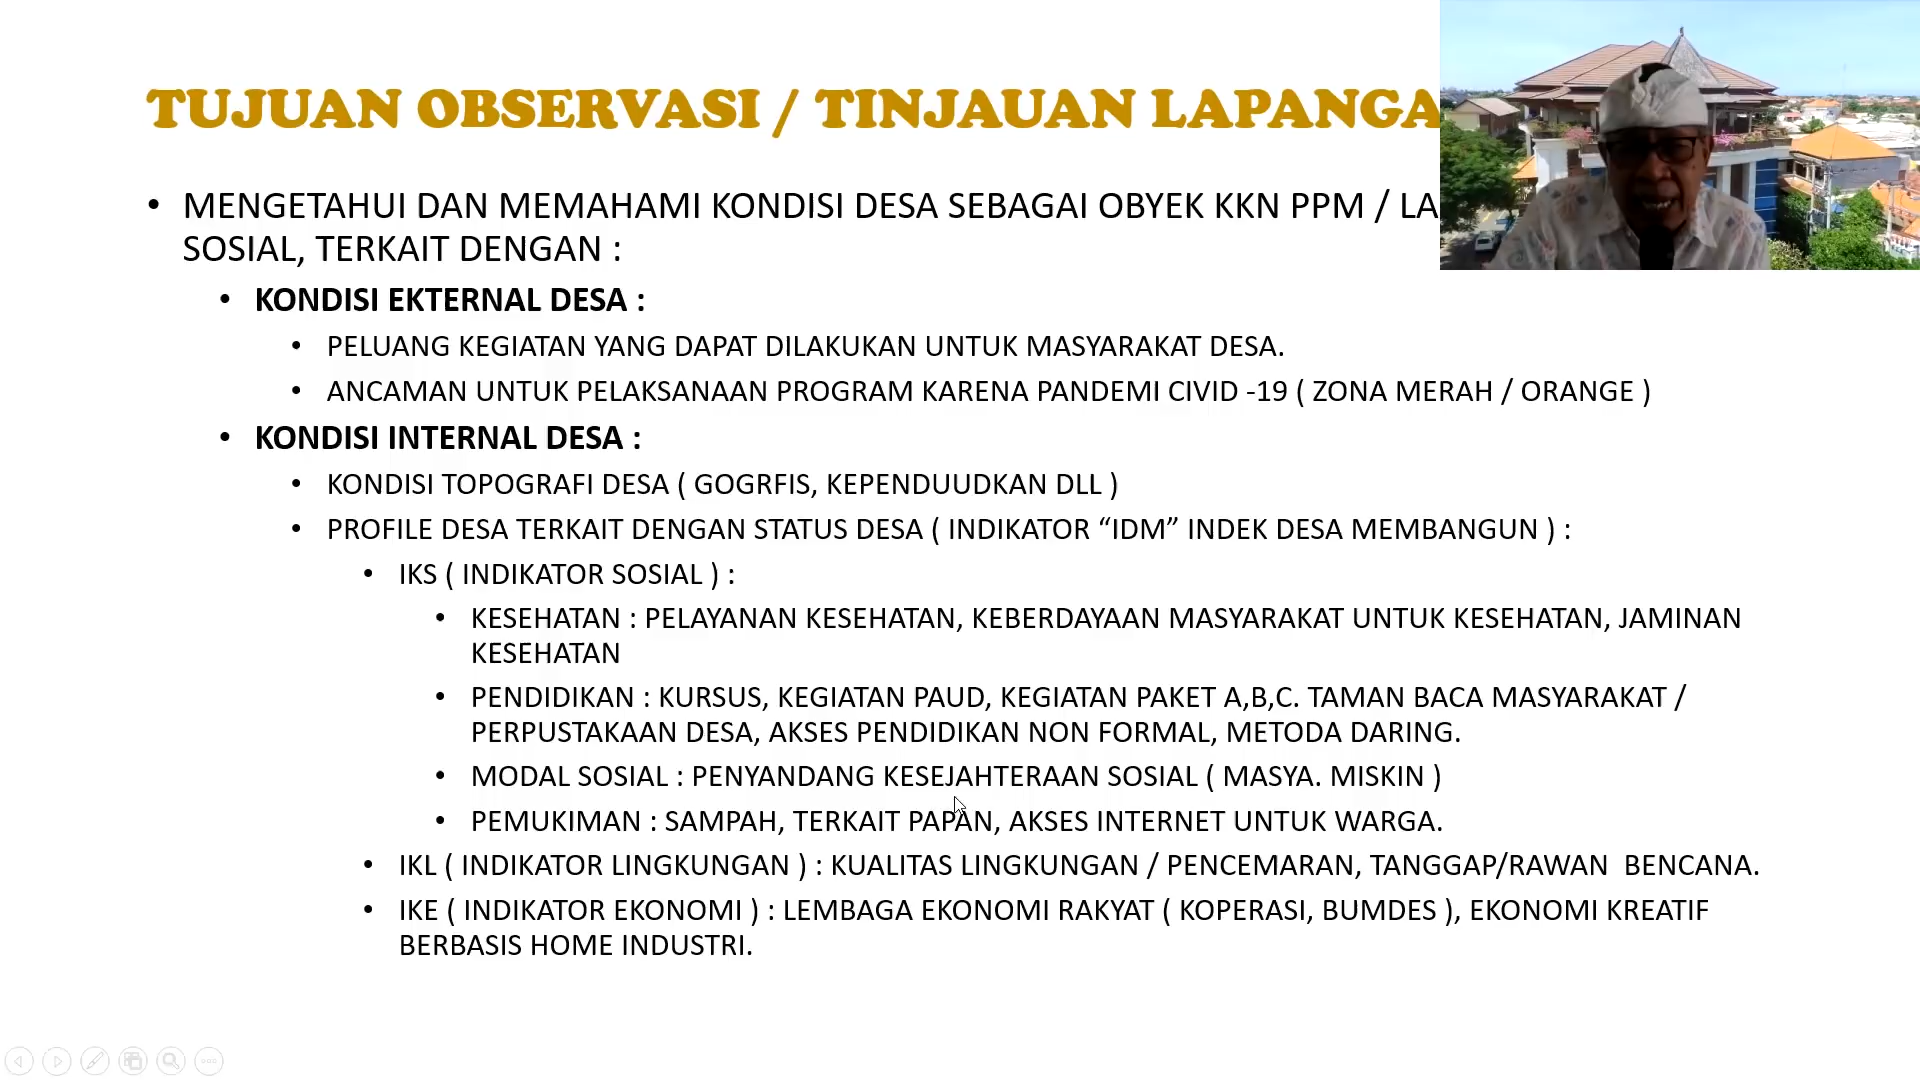 TUJUAN OBSERVASI / TINJAUAN
• MENGETAHUI DAN MEMAHAMI KONDISI DESA SEBAGAI OBYEK KKN PPM /
SOSIAL, TERKAIT DENGAN :
• KONDISI EKTERNAL DESA :
• PELUANG KEGIATAN YANG DAPAT DILAKUKAN UNTUK MASYARAKAT DESA.
• ANCAMAN UNTUK PELAKSANAAN PROGRAM KARENA PANDEMI CIVID -19 ( ZONA MERAH / ORANGE )
• KONDISI INTERNAL DESA :
• KONDISI TOPOGRAFI DESA ( GOGRFIS, KEPENDUUDKAN DLL )
• PROFILE DESA TERKAIT DENGAN STATUS DESA ( INDIKATOR “IDM” INDEK DESA MEMBANGUN ) :
• IKS ( INDIKATOR SOSIAL ) :
• KESEHATAN : PELAYANAN KESEHATAN, KEBERDAYAAN MASYARAKAT UNTUK KESEHATAN, JAMINAN
KESEHATAN
• PENDIDIKAN : KURSUS, KEGIATAN PAUD, KEGIATAN PAKET A,B,C. TAMAN BACA MASYARAKAT /
PERPUSTAKAAN DESA, AKSES PENDIDIKAN NON FORMAL, METODA DARING.
• MODAL SOSIAL : PENYANDANG KESEJAHTERAAN SOSIAL ( MASYA. MISKIN )
• PEMUKIMAN : SAMPAH, TERKAIT PAPAN, AKSES INTERNET UNTUK WARGA.
• IKL ( INDIKATOR LINGKUNGAN ) : KUALITAS LINGKUNGAN / PENCEMARAN, TANGGAP/RAWAN  BENCANA.
• IKE ( INDIKATOR EKONOMI ) : LEMBAGA EKONOMI RAKYAT ( KOPERASI, BUMDES ), EKONOMI KREATIF
BERBASIS HOME INDUSTRI.